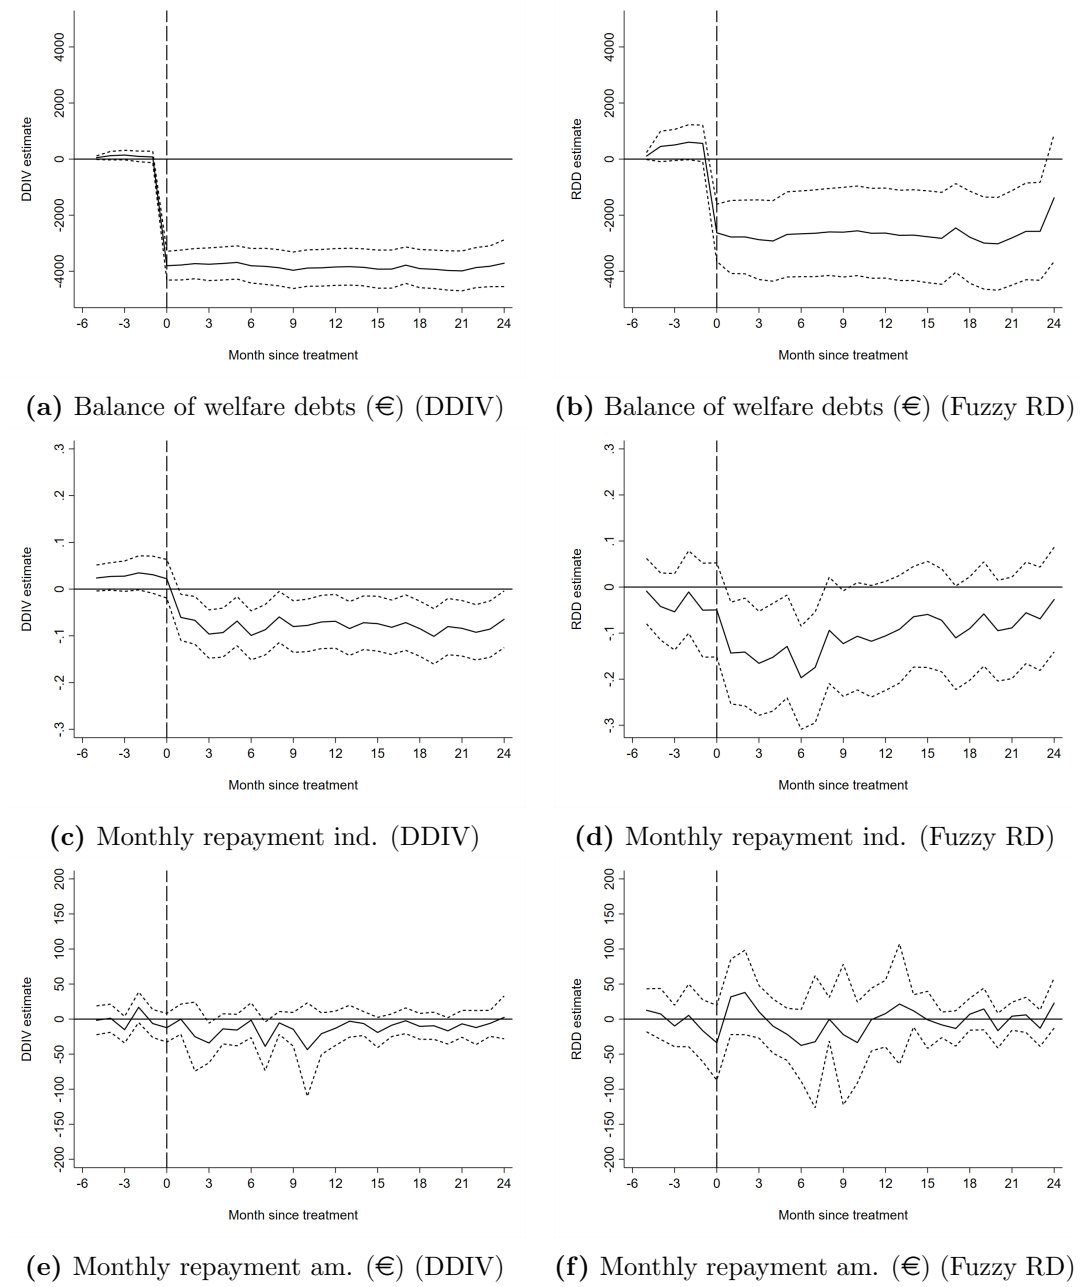 DDIV estimate
4000
2000
0
2000
4000
-6 -3 0 3 6 9 12 15 18 21 24
Month since treatment
(a) Balance of welfare debts (€) (DDIV)
RDD estimate
4000
2000
0
2000
4000
-6 -3 0 3 6 9 12 15 18 21 24
Month since treatment
(b) Balance of welfare debts (€) (Fuzzy RD)
DDIV estimate
.3
.2
.1
0
-.1
-.2
-.3
-6 -3 0 3 6 9 12 15 18 21 24
Month since treatment
(c) Monthly repayment ind. (DDIV)
RDD estimate
.3
.2
.1
0
-.1
-.2
-.3
-6 -3 0 3 6 9 12 15 18 21 24
Month since treatment
(d) Monthly repayment ind. (Fuzzy RD)
DDIV estimate
200
150
100
50
0
-50
-100
-150
-200
-6 -3 0 3 6 9 12 15 18 21 24
Month since treatment
(e) Monthly repayment am. (€) (DDIV)
RDD estimate
200
150
100
50
0
-50
-100
-150
-200
-6 -3 0 3 6 9 12 15 18 21 24
Month since treatment
(f) Monthly repayment am. (€) (Fuzzy RD)